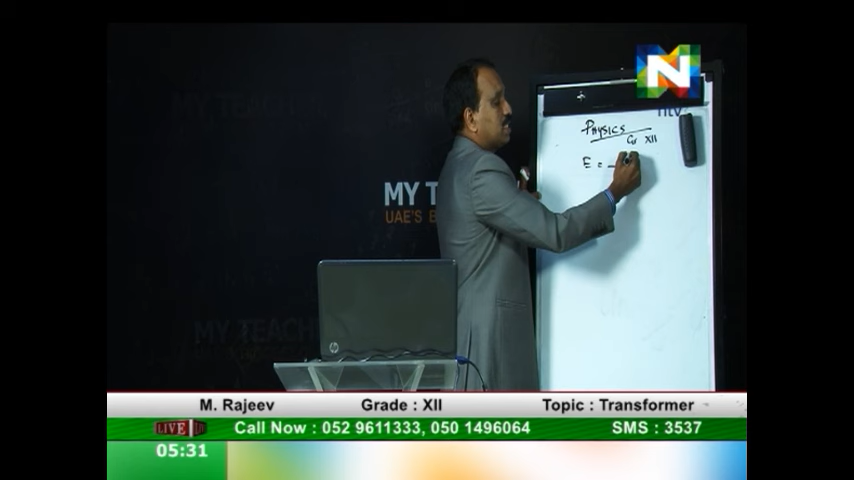 N
ntv
Physics
Gr XII
E =
MY T
UAE'S B
MY TEACH
hp
M. Rajeev Grade : XII Topic : Transformer
LIVE Call Now : 052 9611333, 050 1496064 SMS : 3537
05:31